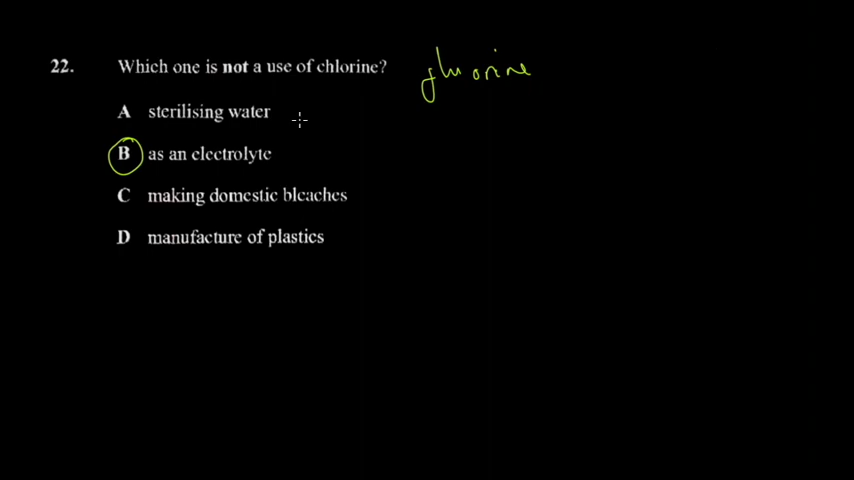 22. Which one is not a use of chlorine?
A sterilising water
B as an electrolyte
C making domestic bleaches
D manufacture of plastics